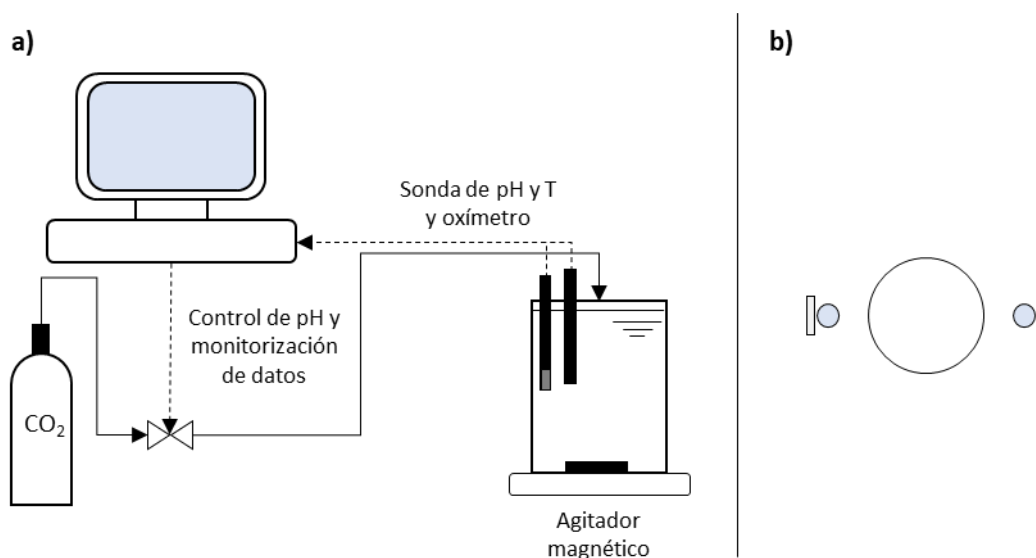 a)
b)
Sonda de pH y T
y oxímetro
Control de pH y
monitorización
de datos
CO₂
Agitador
magnético